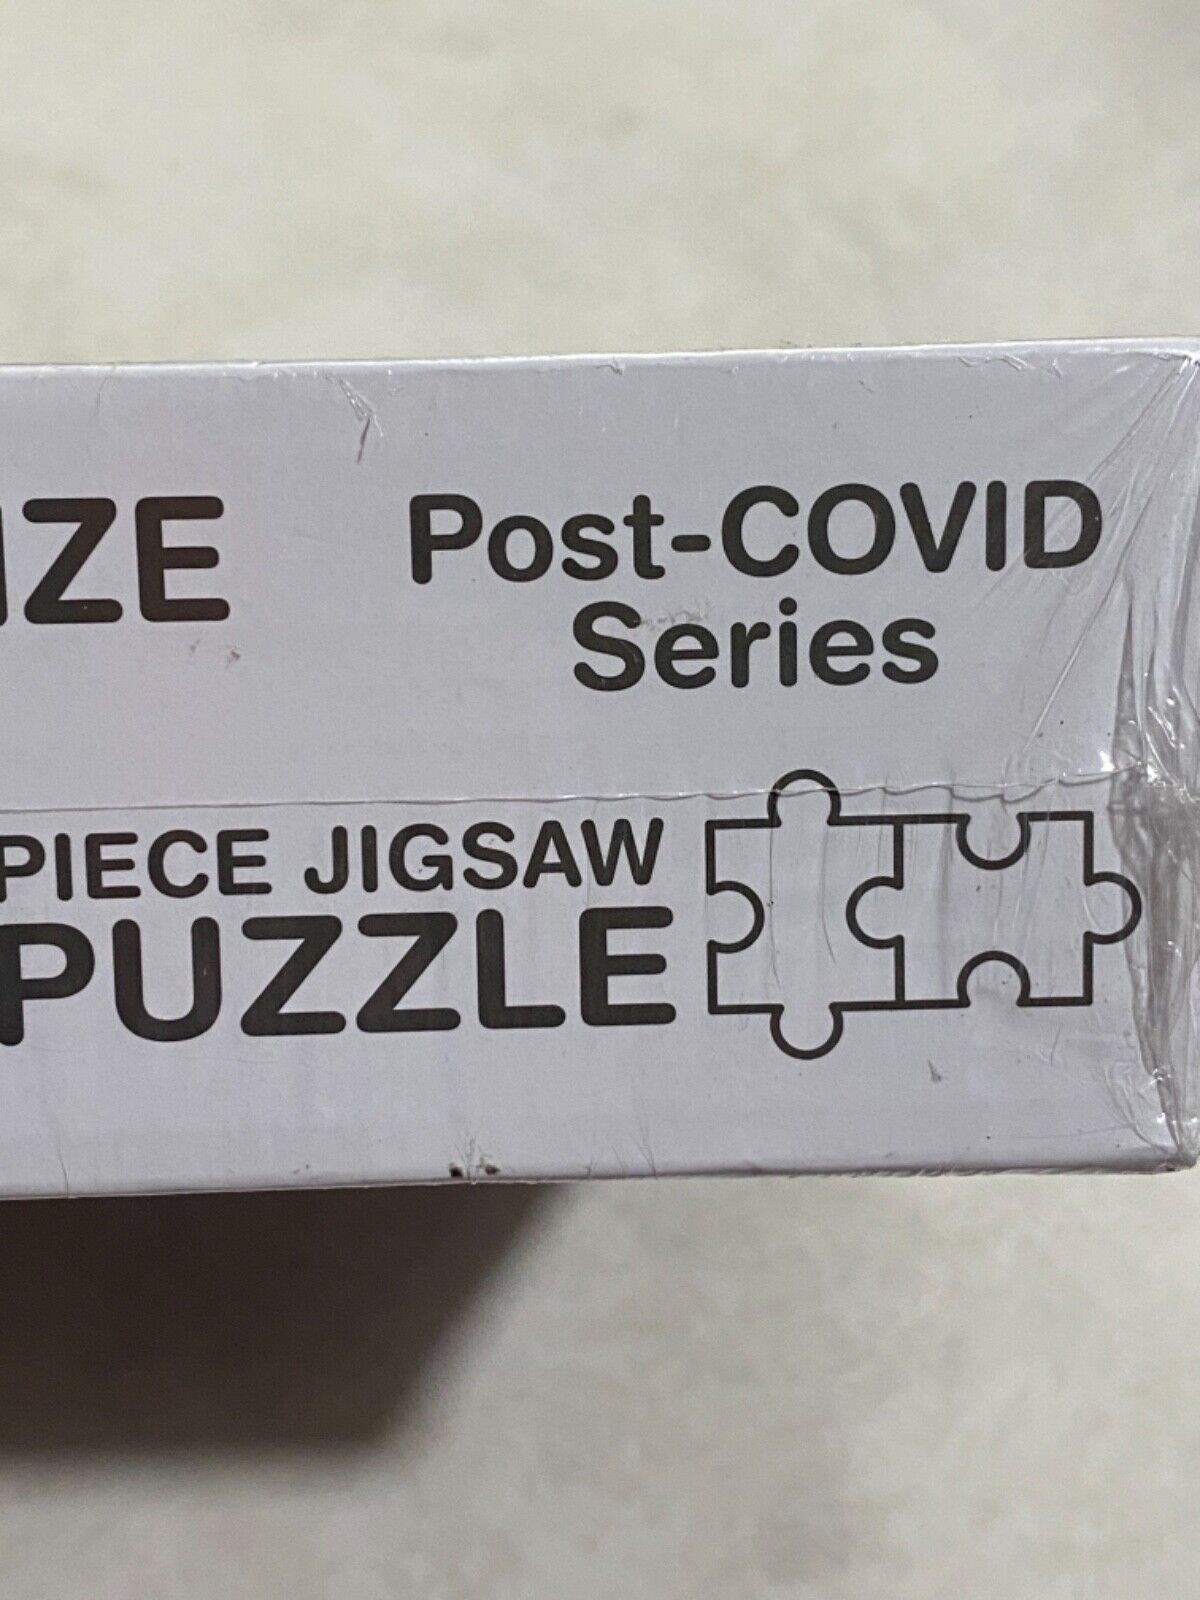 IZE
Post-COVID
Series
PIECE JIGSAW
PUZZLE